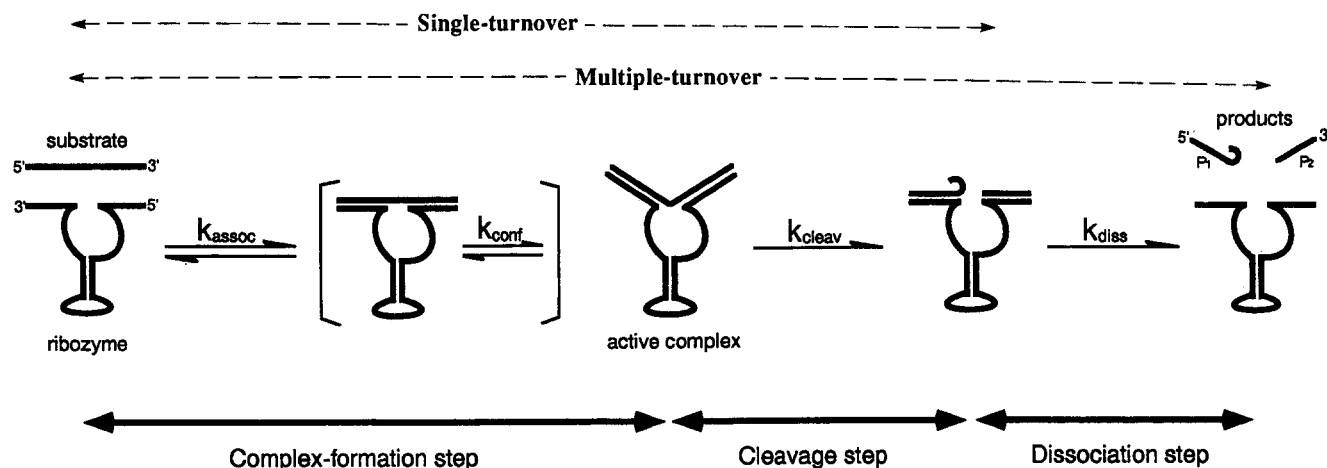 Single-turnover
Multiple-turnover
substrate
5' 3'
3' 5'
ribozyme
kassoc
kconf
active complex
kcleav
kdiss
products
5' 3'
P1 P2
Complex-formation step
Cleavage step
Dissociation step